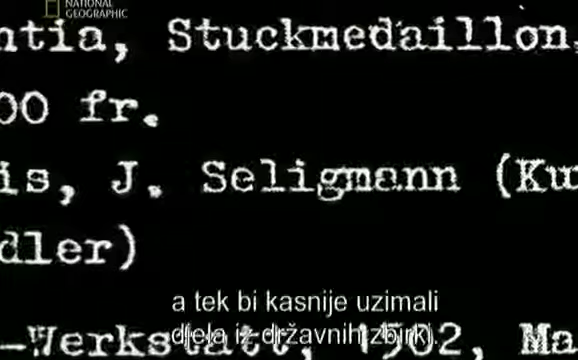 NATIONAL
GEOGRAPHIC
ntia, Stuckmedaillon,
00 fr.
is, J. Seligmann (Ku
dler)
a tek bi kasnije uzimali
djela iz državnih zbirki.
-Werkstatt, 1902, Ma